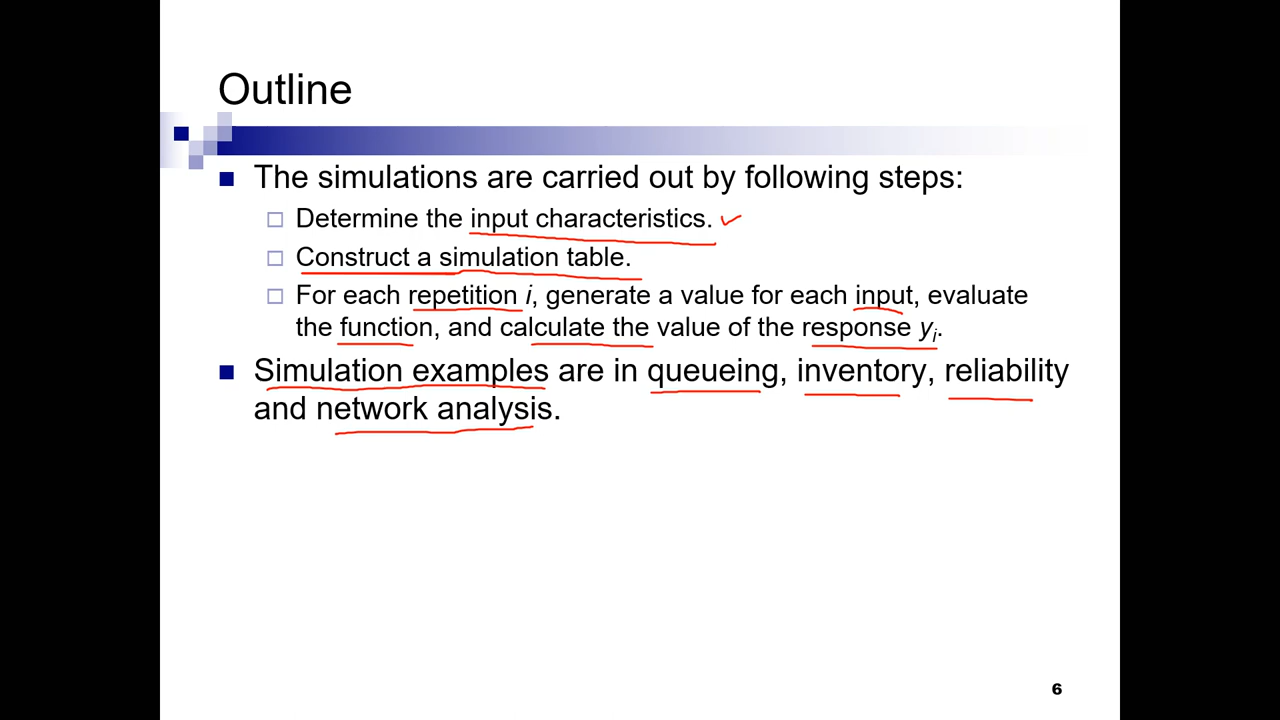 Outline
The simulations are carried out by following steps:
Determine the input characteristics.
Construct a simulation table.
For each repetition i, generate a value for each input, evaluate
the function, and calculate the value of the response yi.
Simulation examples are in queueing, inventory, reliability
and network analysis.
6